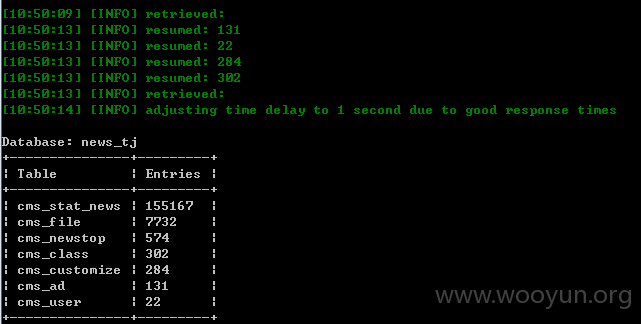 [10:50:09] [INFO] retrieved:
[10:50:13] [INFO] resumed: 131
[10:50:13] [INFO] resumed: 22
[10:50:13] [INFO] resumed: 284
[10:50:13] [INFO] resumed: 302
[10:50:13] [INFO] retrieved:
[10:50:14] [INFO] adjusting time delay to 1 second due to good response times
Database: news_tj
+---------------+---------+
¦ Table ¦ Entries ¦
+---------------+---------+
¦ cms_stat_news ¦ 155167 ¦
¦ cms_file ¦ 7732 ¦
¦ cms_newstop ¦ 574 ¦
¦ cms_class ¦ 302 ¦
¦ cms_customize ¦ 284 ¦
¦ cms_ad ¦ 131 ¦
¦ cms_user ¦ 22 ¦
+---------------+---------+
www.wooyun.org